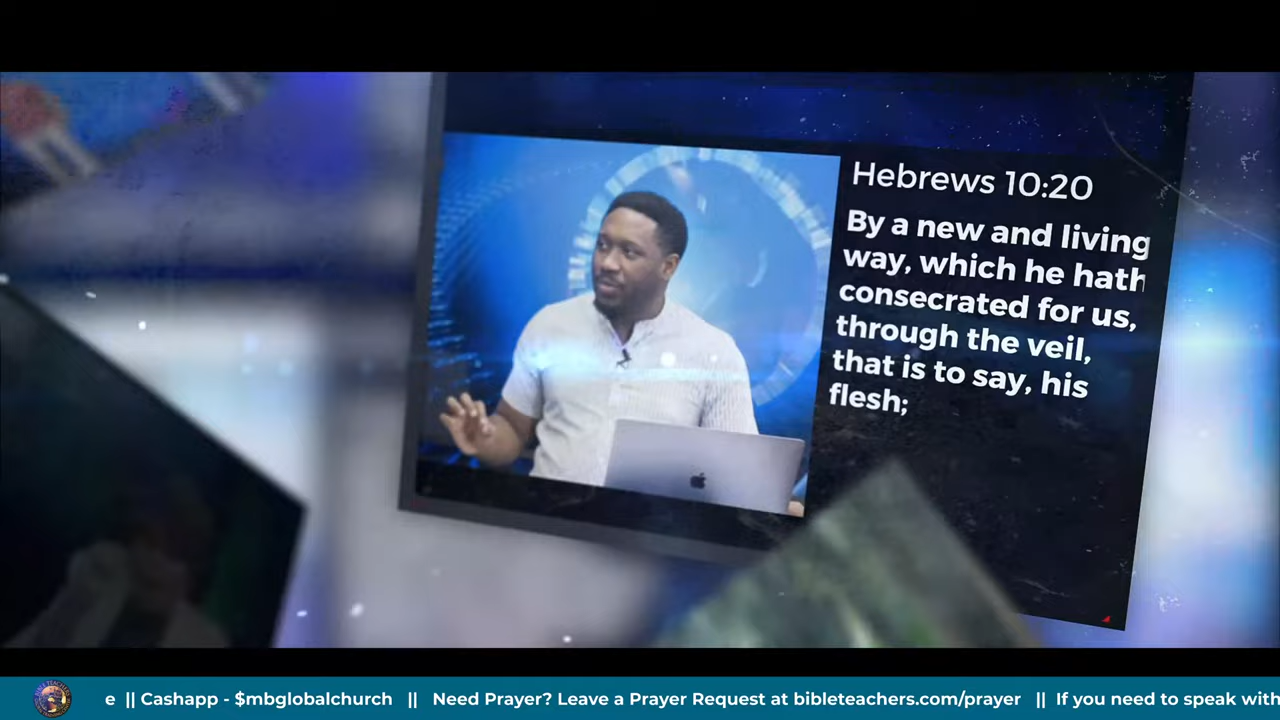 Hebrews 10:20
By a new and living
way, which he hath
consecrated for us,
through the veil,
that is to say, his
flesh;
e || Cashapp - $mbglobalchurch || Need Prayer? Leave a Prayer Request at bibleteachers.com/prayer || If you need to speak with